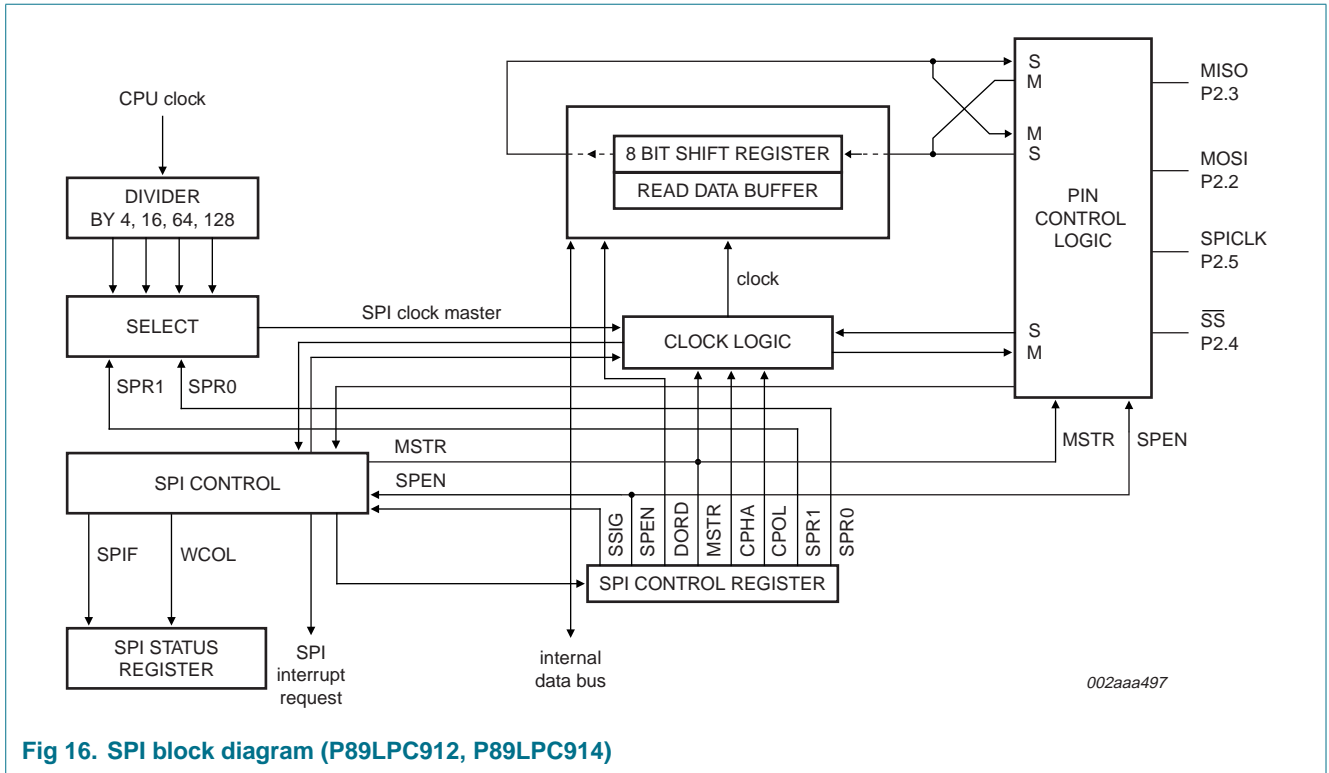 CPU clock
DIVIDER
BY 4, 16, 64, 128
SELECT
SPR1
SPR0
SPI clock master
8 BIT SHIFT REGISTER
READ DATA BUFFER
clock
CLOCK LOGIC
S
M
M
S
PIN
CONTROL
LOGIC
S
M
MISO
P2.3
MOSI
P2.2
SPICLK
P2.5
SS
P2.4
MSTR
SPEN
MSTR
SPEN
SPI CONTROL
SPIF
WCOL
SSIG
SPEN
DORD
MSTR
CPHA
CPOL
SPR1
SPR0
SPI CONTROL REGISTER
SPI STATUS
REGISTER
SPI
interrupt
request
internal
data bus
002aaa497
Fig 16. SPI block diagram (P89LPC912, P89LPC914)